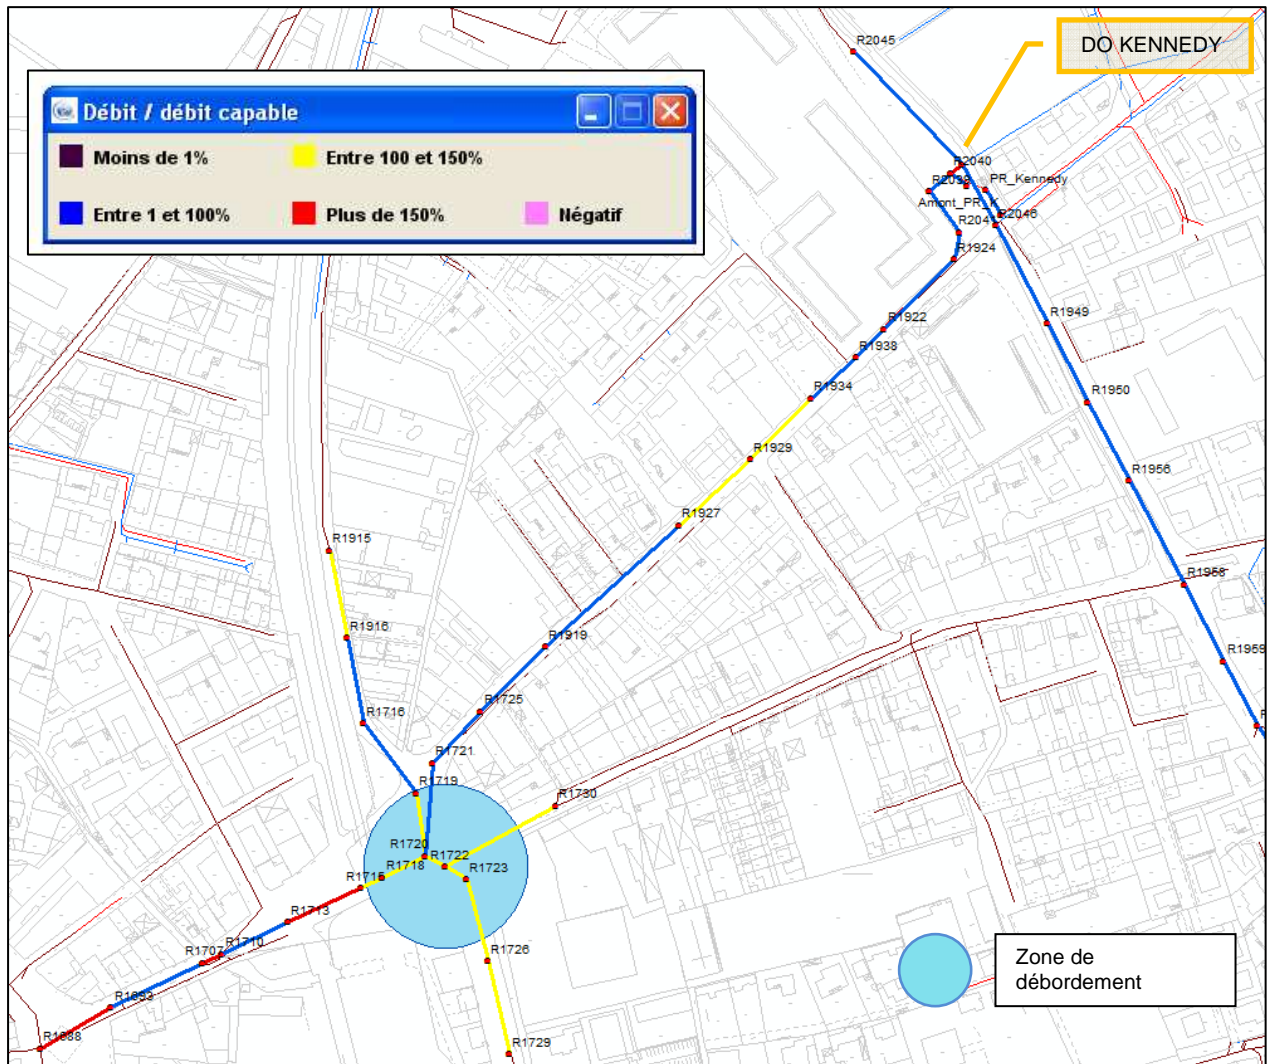 R2045
DO KENNEDY
Débit / débit capable
Moins de 1%
Entre 100 et 150%
Entre 1 et 100%
Plus de 150%
Négatif
R2040
R2039
PR_Kennedy
Amont_PR_K
R2046
R2041
R1924
R1949
R1922
R1938
R1950
R1934
R1929
R1956
R1927
R1915
R1958
R1916
R1919
R1959
R1725
R1716
R1721
R1719
R1730
R1720
R1722
R1718
R1723
R1715
R1713
R1710
R1707
R1726
R1693
R1688
R1729
Zone de
débordement